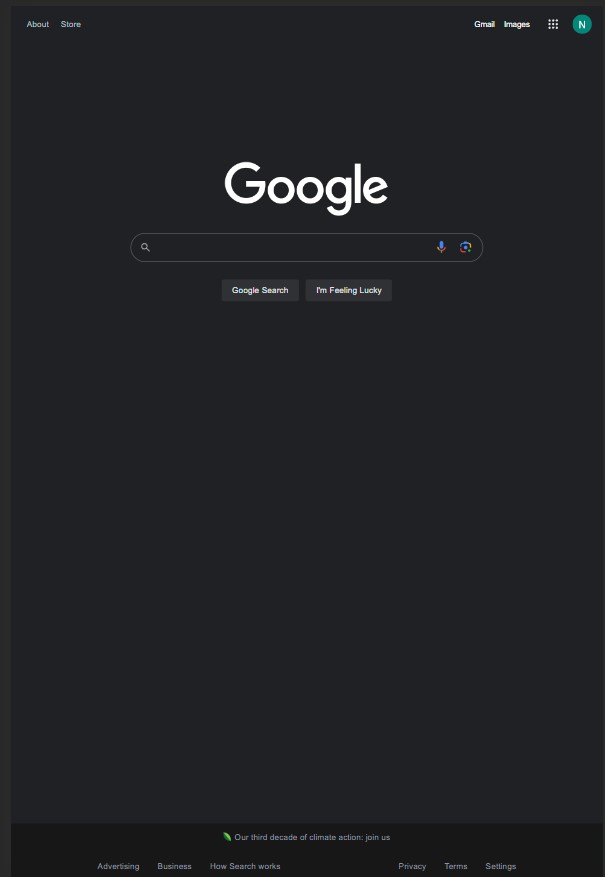 About Store Gmail Images N
Google
Google Search I'm Feeling Lucky
Our third decade of climate action: join us
Advertising Business How Search works Privacy Terms Settings